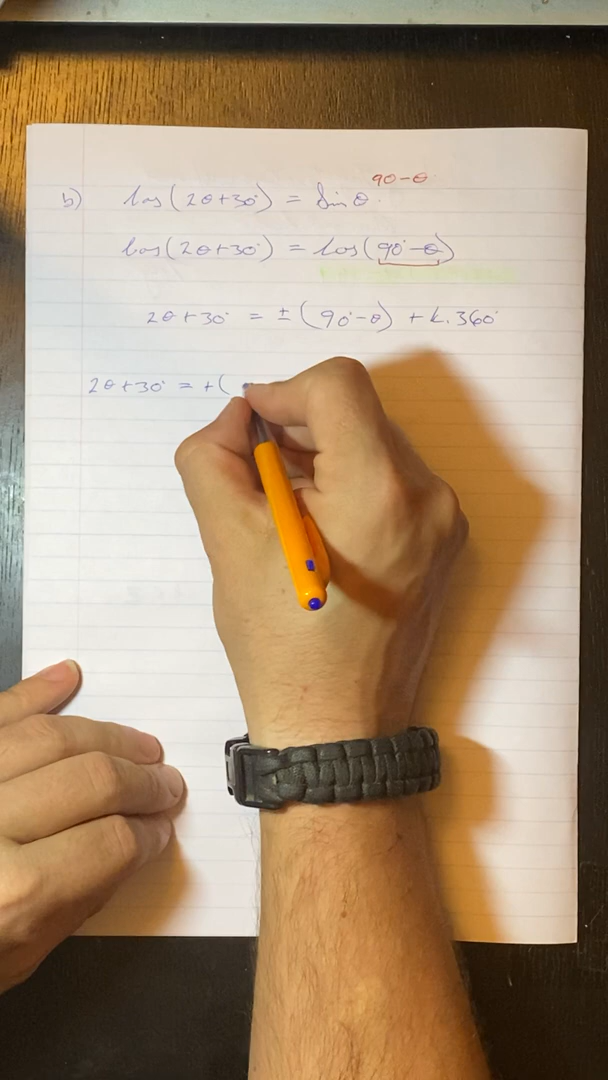 90-θ
b) cos(2θ+30°) = sin θ.
cos(2θ+30°) = cos(90°-θ)
2θ+30° = ±(90°-θ) + k.360°
2θ+30° = +(